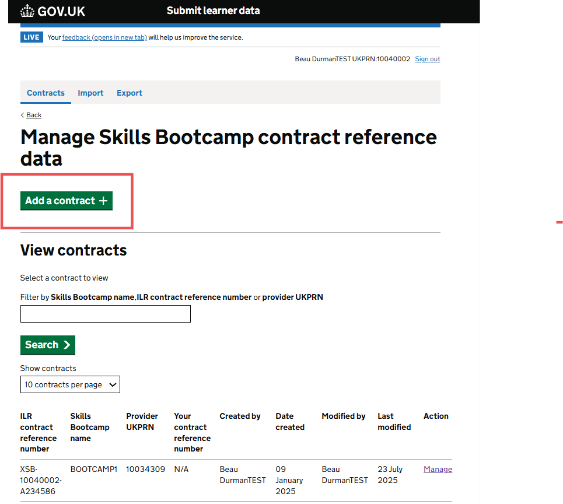 GOV.UK Submit learner data
LIVE Your feedback (opens in new tab) will help us improve the service.
Beau DurmanTEST UKPRN:10040002 Sign out
Contracts Import Export
< Back
Manage Skills Bootcamp contract reference
data
Add a contract +
View contracts
Select a contract to view
Filter by Skills Bootcamp name,ILR contract reference number or provider UKPRN
Search >
Show contracts
10 contracts per page
ILR contract reference number Skills Bootcamp name Provider UKPRN Your contract reference number Created by Date created Modified by Last modified Action
XSB-10040002-A234586 BOOTCAMP1 10034309 N/A Beau DurmanTEST 09 January 2025 Beau DurmanTEST 23 July 2025 Manage